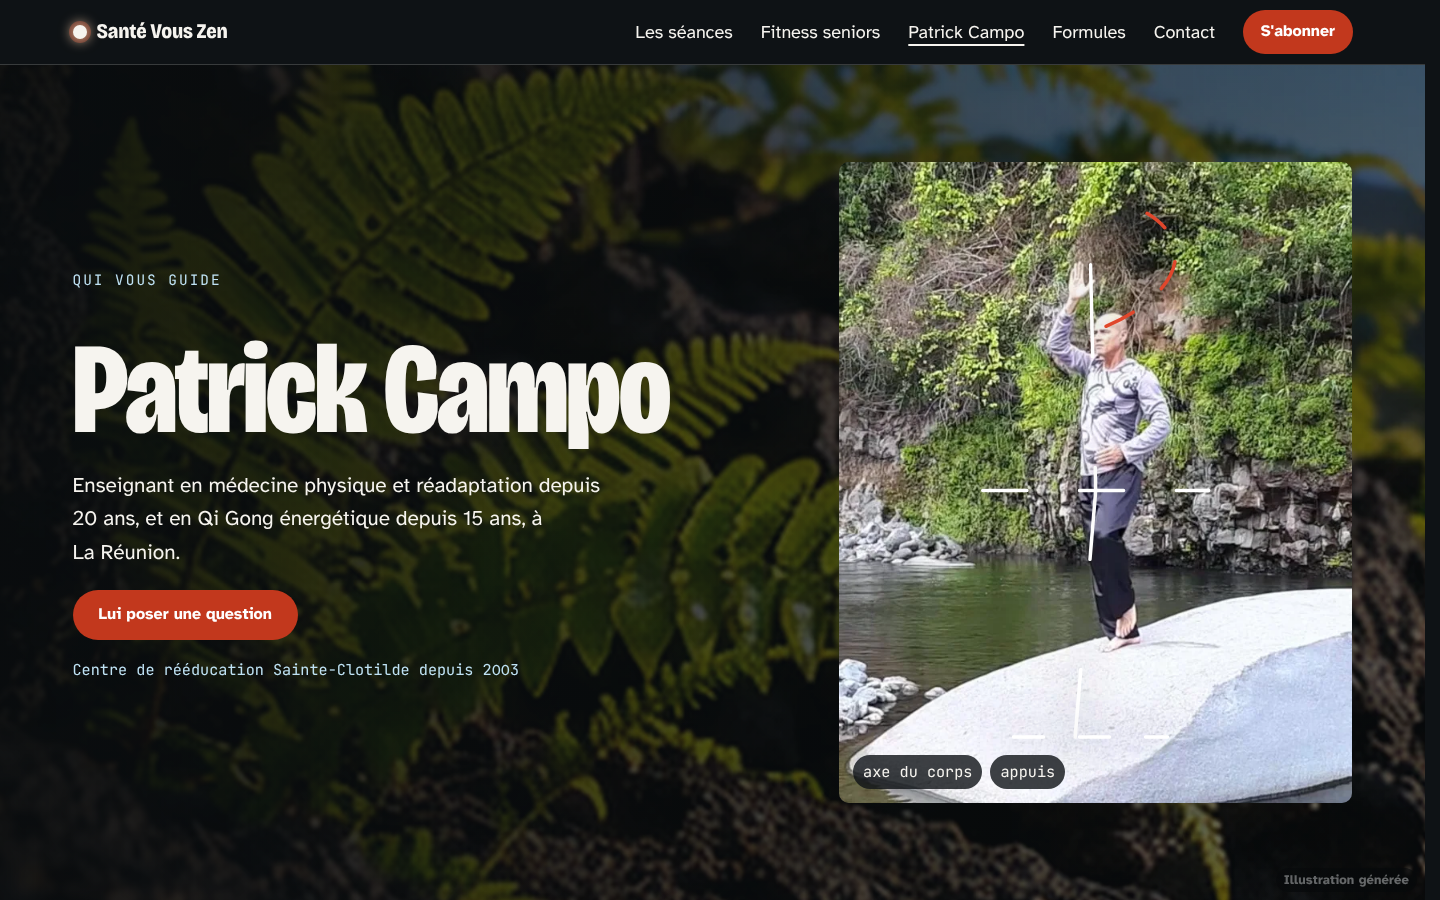 Santé Vous Zen
Les séances
Fitness seniors
Patrick Campo
Formules
Contact
S'abonner
QUI VOUS GUIDE
Patrick Campo
Enseignant en médecine physique et réadaptation depuis
20 ans, et en Qi Gong énergétique depuis 15 ans, à
La Réunion.
Lui poser une question
Centre de rééducation Sainte-Clotilde depuis 2003
axe du corps
appuis
Illustration générée